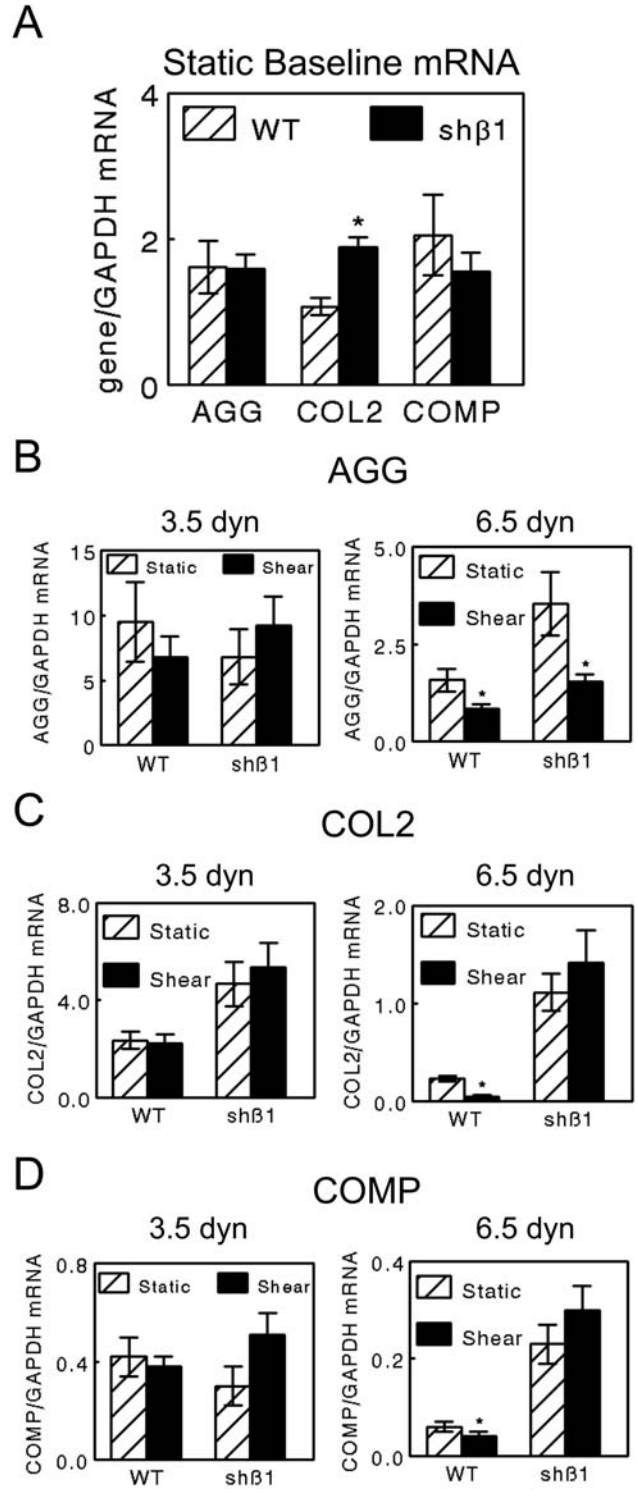 A
Static Baseline mRNA
gene/GAPDH mRNA
4
2
0
WT
shβ1
*
AGG
COL2
COMP
B
AGG
3.5 dyn
AGG/GAPDH mRNA
15
10
5
0
Static
Shear
WT
shβ1
6.5 dyn
AGG/GAPDH mRNA
5.0
2.5
0.0
Static
Shear
*
*
WT
shβ1
C
COL2
3.5 dyn
COL2/GAPDH mRNA
8.0
4.0
0.0
Static
Shear
WT
shβ1
6.5 dyn
COL2/GAPDH mRNA
2.0
1.0
0.0
Static
Shear
*
WT
shβ1
D
COMP
3.5 dyn
COMP/GAPDH mRNA
0.8
0.4
0.0
Static
Shear
WT
shβ1
6.5 dyn
COMP/GAPDH mRNA
0.4
0.2
0.0
Static
Shear
*
WT
shβ1